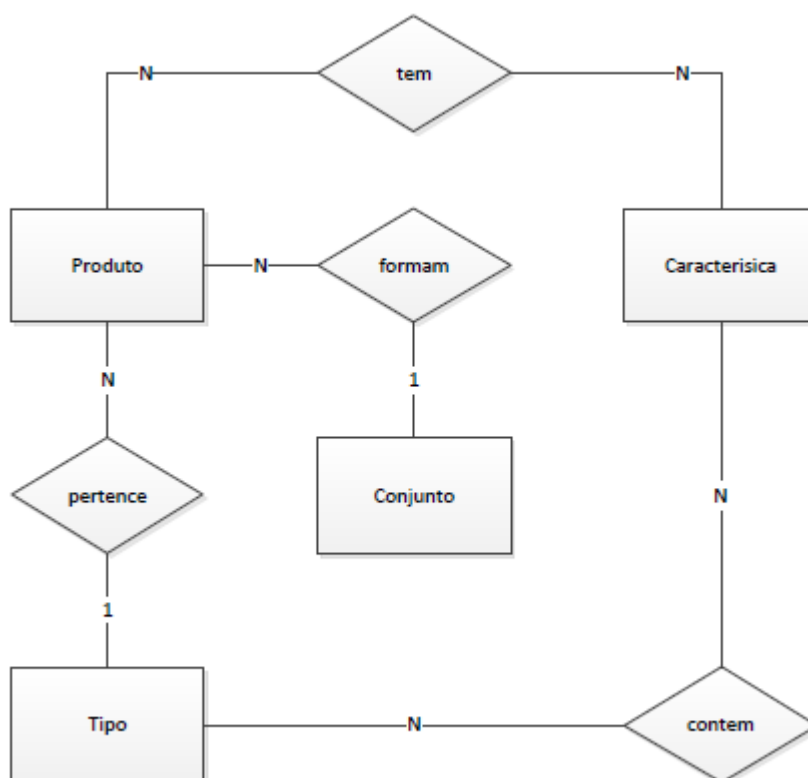 tem
N
N
Produto
N
formam
Caracterisica
N
1
pertence
Conjunto
N
1
Tipo
N
contem